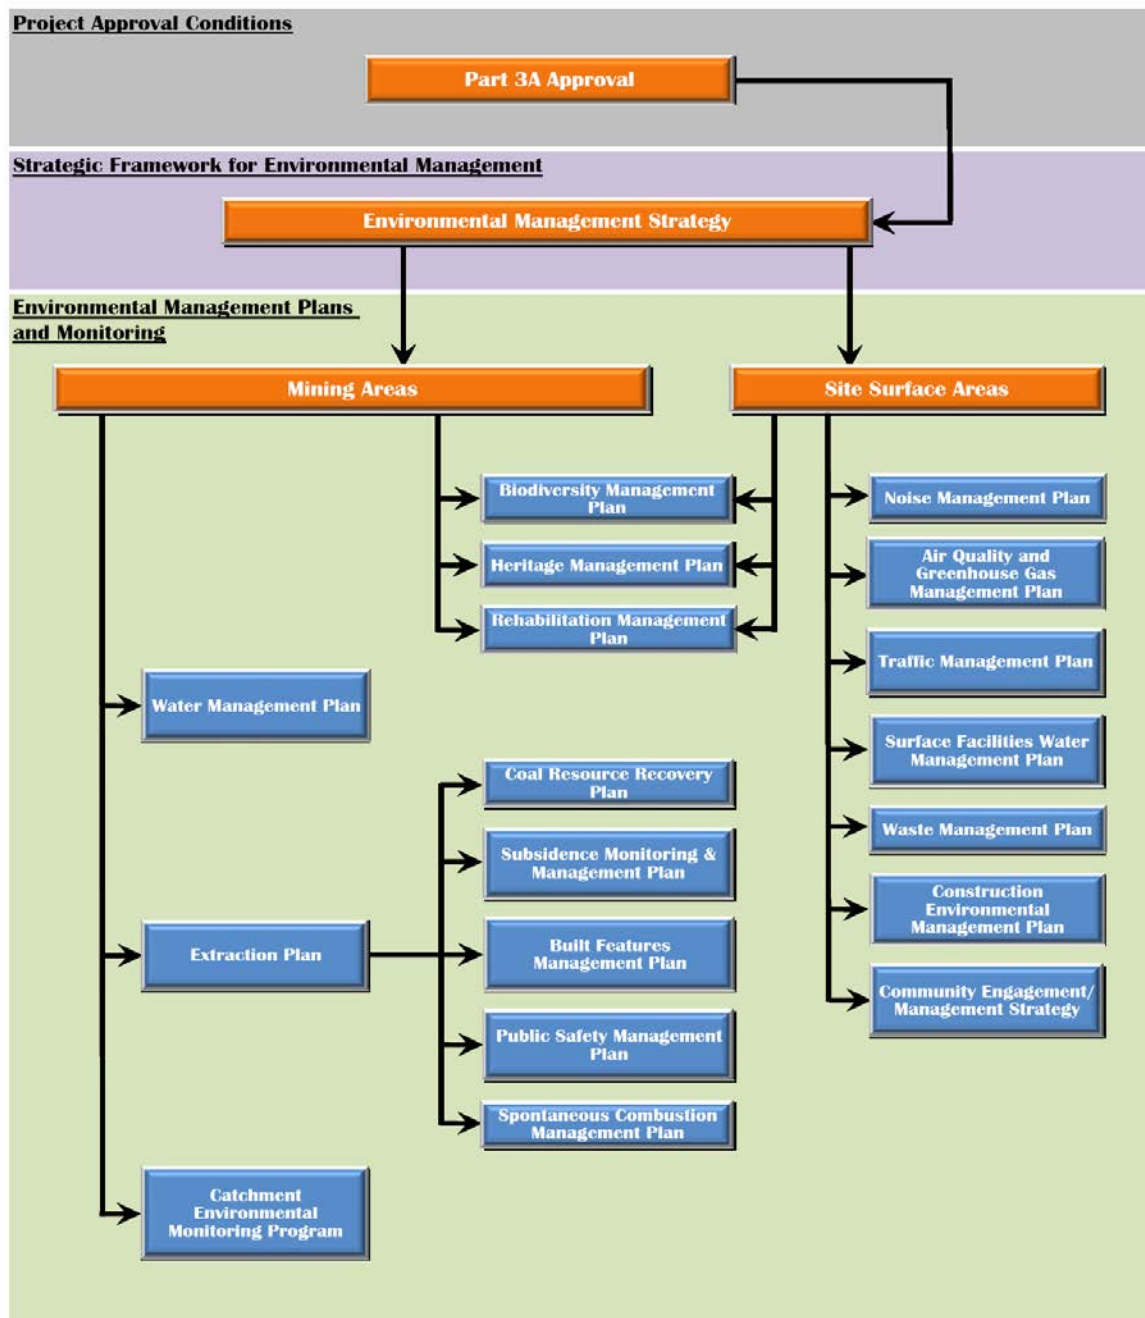 Project Approval Conditions
Part 3A Approval
Strategic Framework for Environmental Management
Environmental Management Strategy
Environmental Management Plans
and Monitoring
Mining Areas
Site Surface Areas
Biodiversity Management
Plan
Heritage Management Plan
Rehabilitation Management
Plan
Water Management Plan
Extraction Plan
Catchment
Environmental
Monitoring Program
Coal Resource Recovery
Plan
Subsidence Monitoring &
Management Plan
Built Features
Management Plan
Public Safety Management
Plan
Spontaneous Combustion
Management Plan
Noise Management Plan
Air Quality and
Greenhouse Gas
Management Plan
Traffic Management Plan
Surface Facilities Water
Management Plan
Waste Management Plan
Construction
Environmental
Management Plan
Community Engagement/
Management Strategy